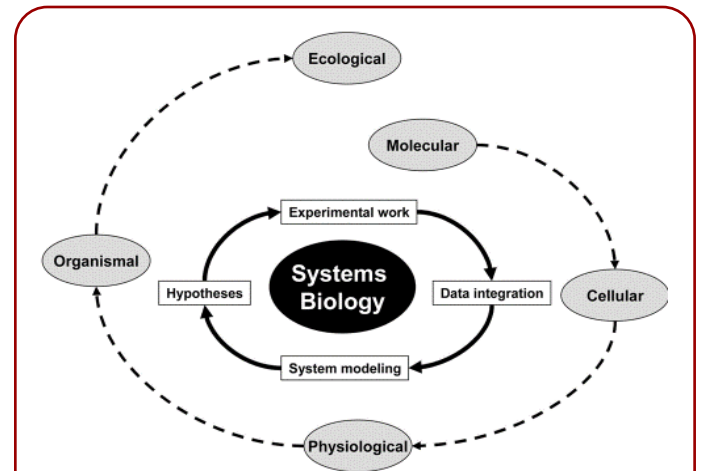 Ecological
Molecular
Experimental work
Organismal
Systems
Biology
Hypotheses
Data integration
Cellular
System modeling
Physiological